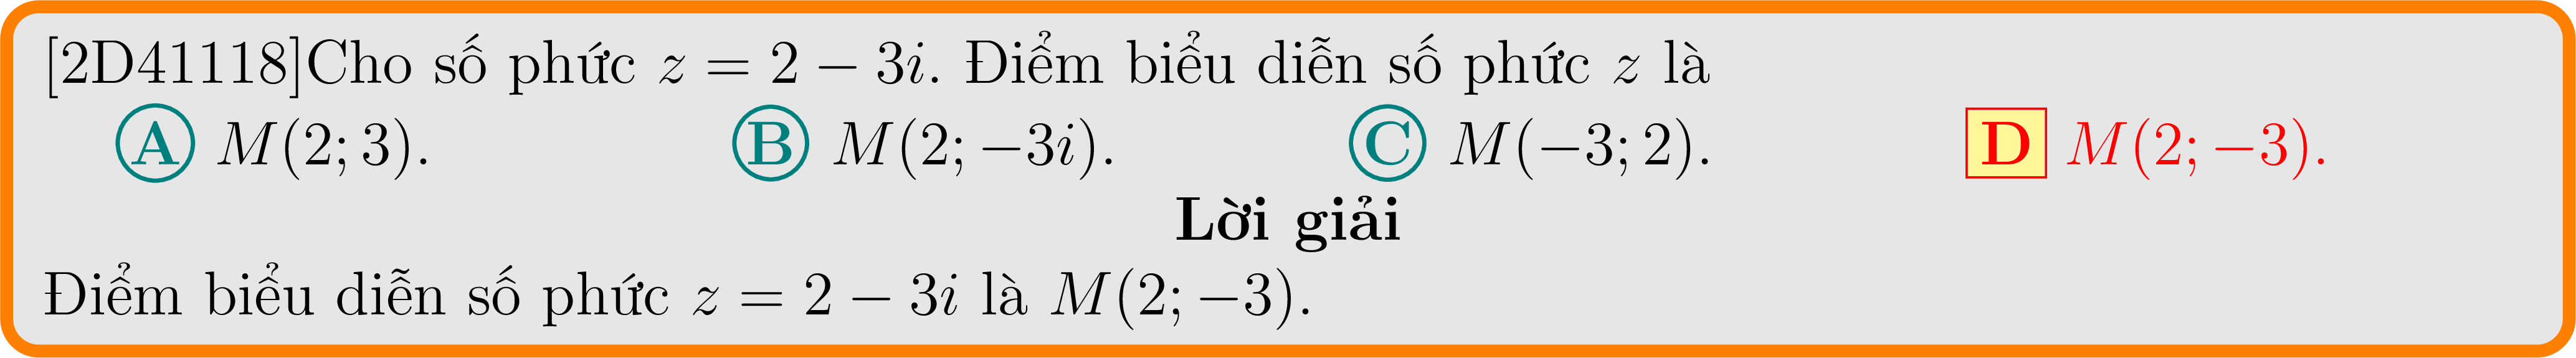 [2D41118]Cho số phức z = 2 − 3i. Điểm biểu diễn số phức z là
A M(2; 3). B M(2; −3i). C M(−3; 2). D M(2; −3).
Lời giải
Điểm biểu diễn số phức z = 2 − 3i là M(2; −3).